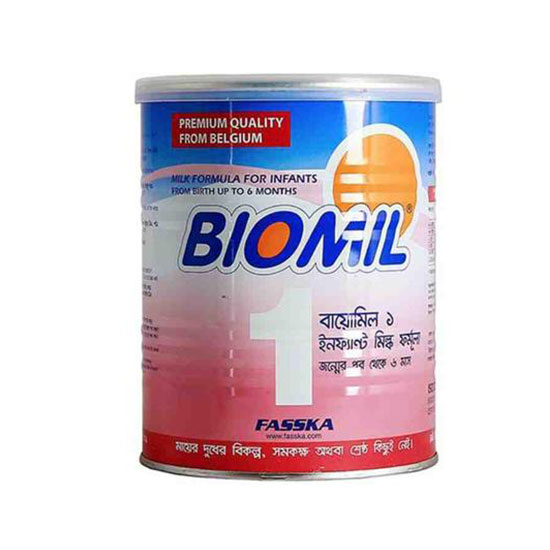 PREMIUM QUALITY
FROM BELGIUM
MILK FORMULA FOR INFANTS
FROM BIRTH UP TO 6 MONTHS
BIOMIL®
1
বায়োমিল ১
ইনফ্যান্ট মিল্ক ফর্মূলা
জন্মের পর থেকে ৬ মাস
FASSKA
www.fasska.com
মায়ের দুধের বিকল্প, সমকক্ষ অথবা শ্রেষ্ঠ কিছুই নেই।